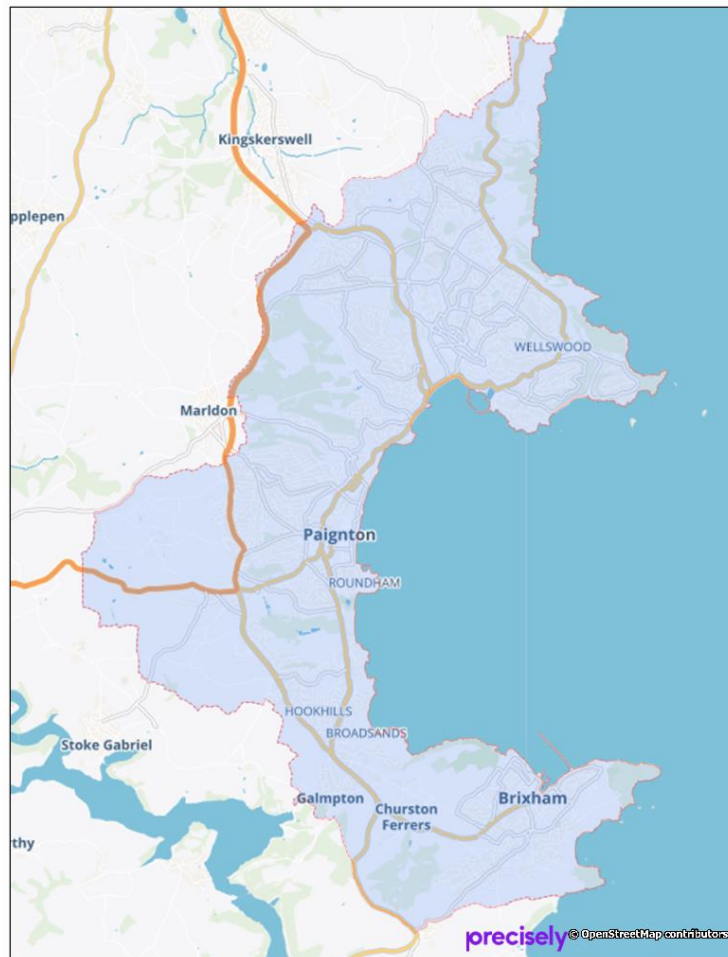 Kingskerswell
pplepen
WELLSWOOD
Marldon
Paignton
ROUNDHAM
HOOKHILLS
BROADSANDS
Stoke Gabriel
Galmpton
Churston
Ferrers
Brixham
rthy
precisely
© OpenStreetMap contributors